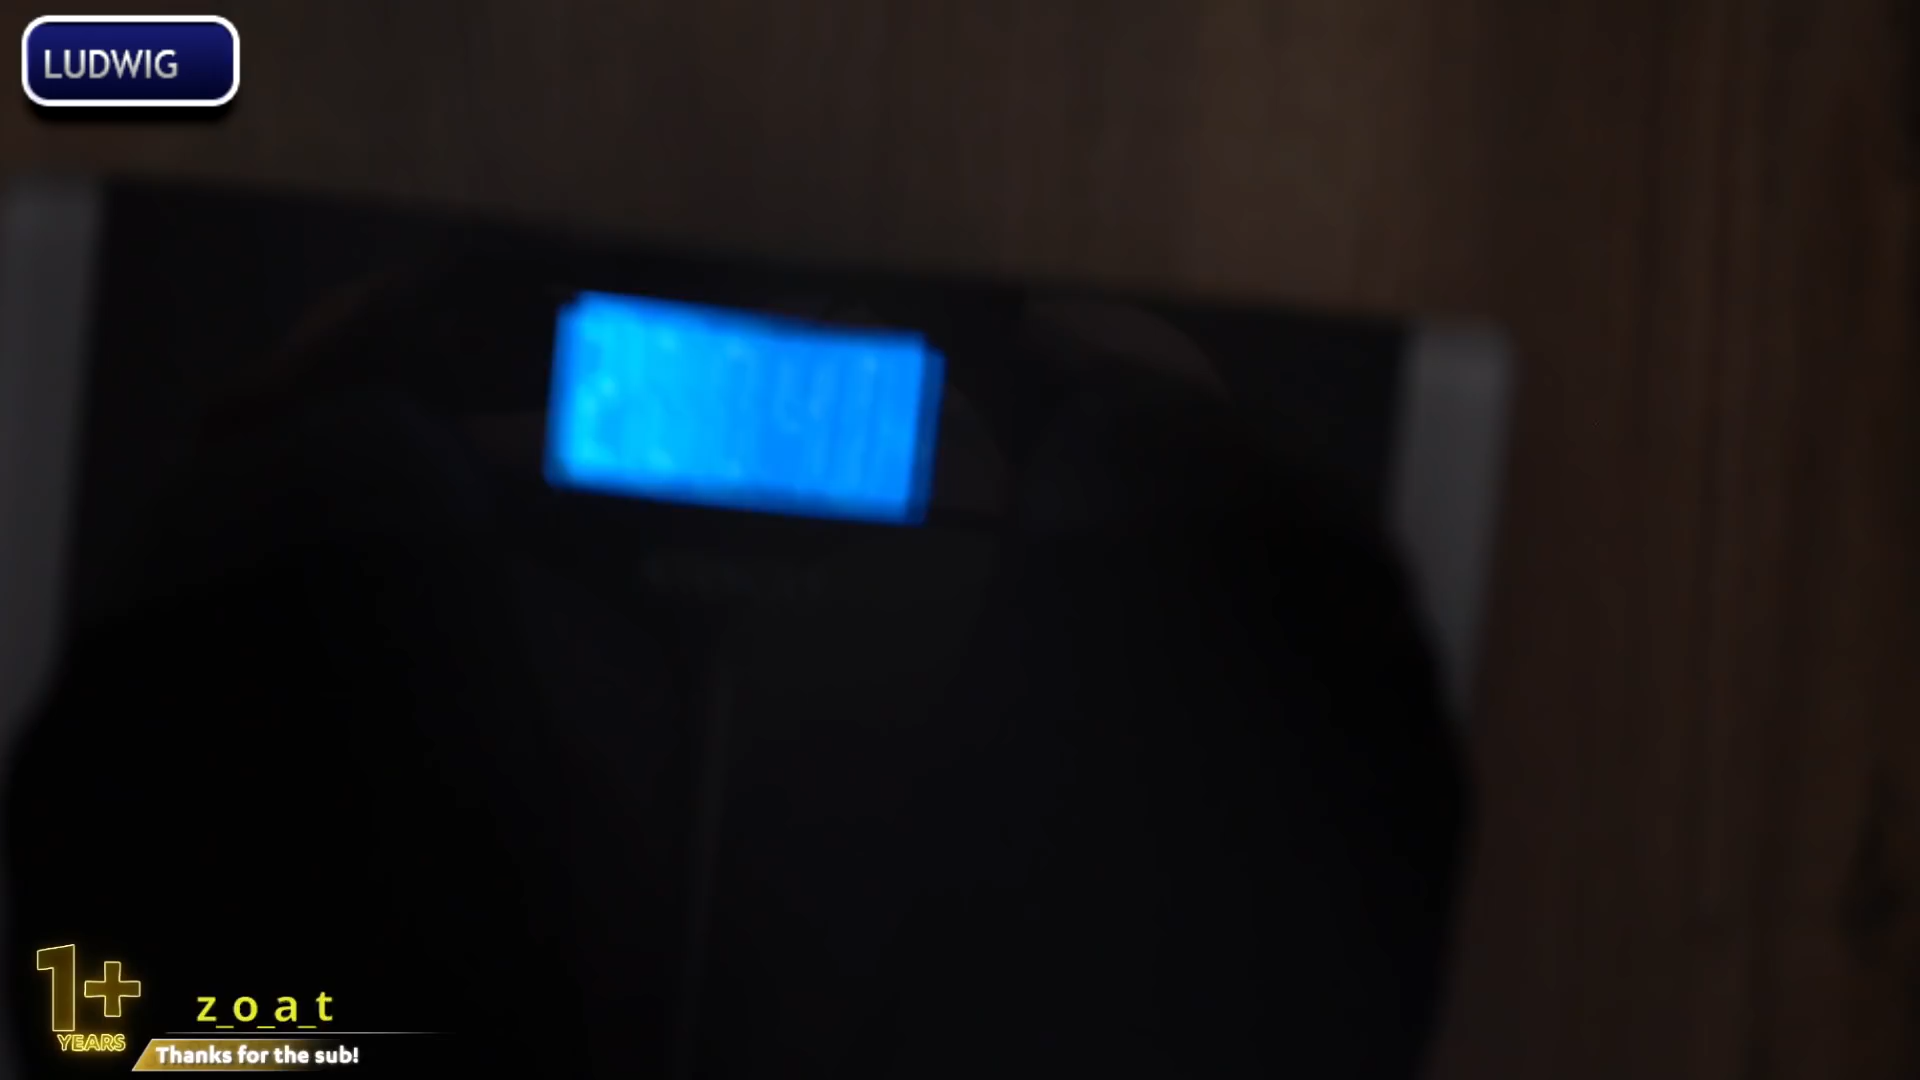 LUDWIG
1+
YEARS
z_o_a_t
Thanks for the sub!